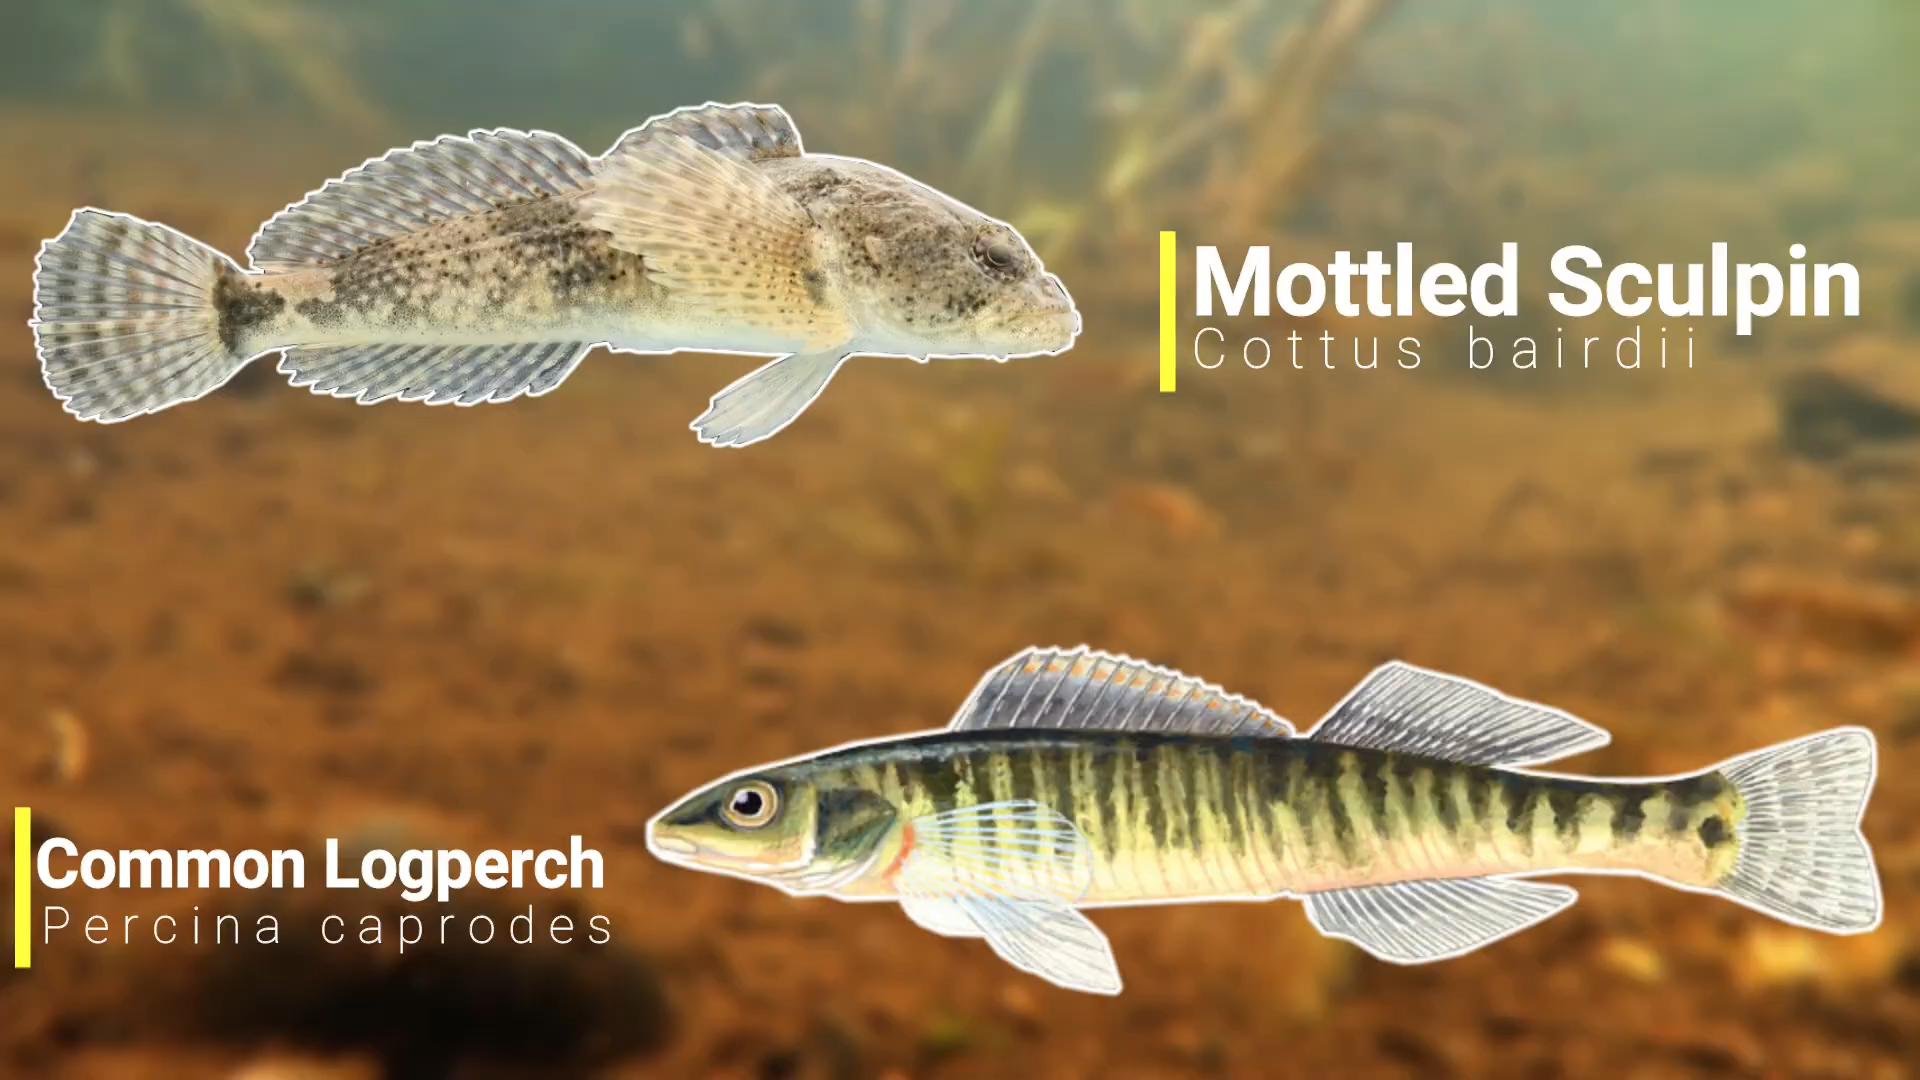 Mottled Sculpin
Cottus bairdii
Common Logperch
Percina caprodes